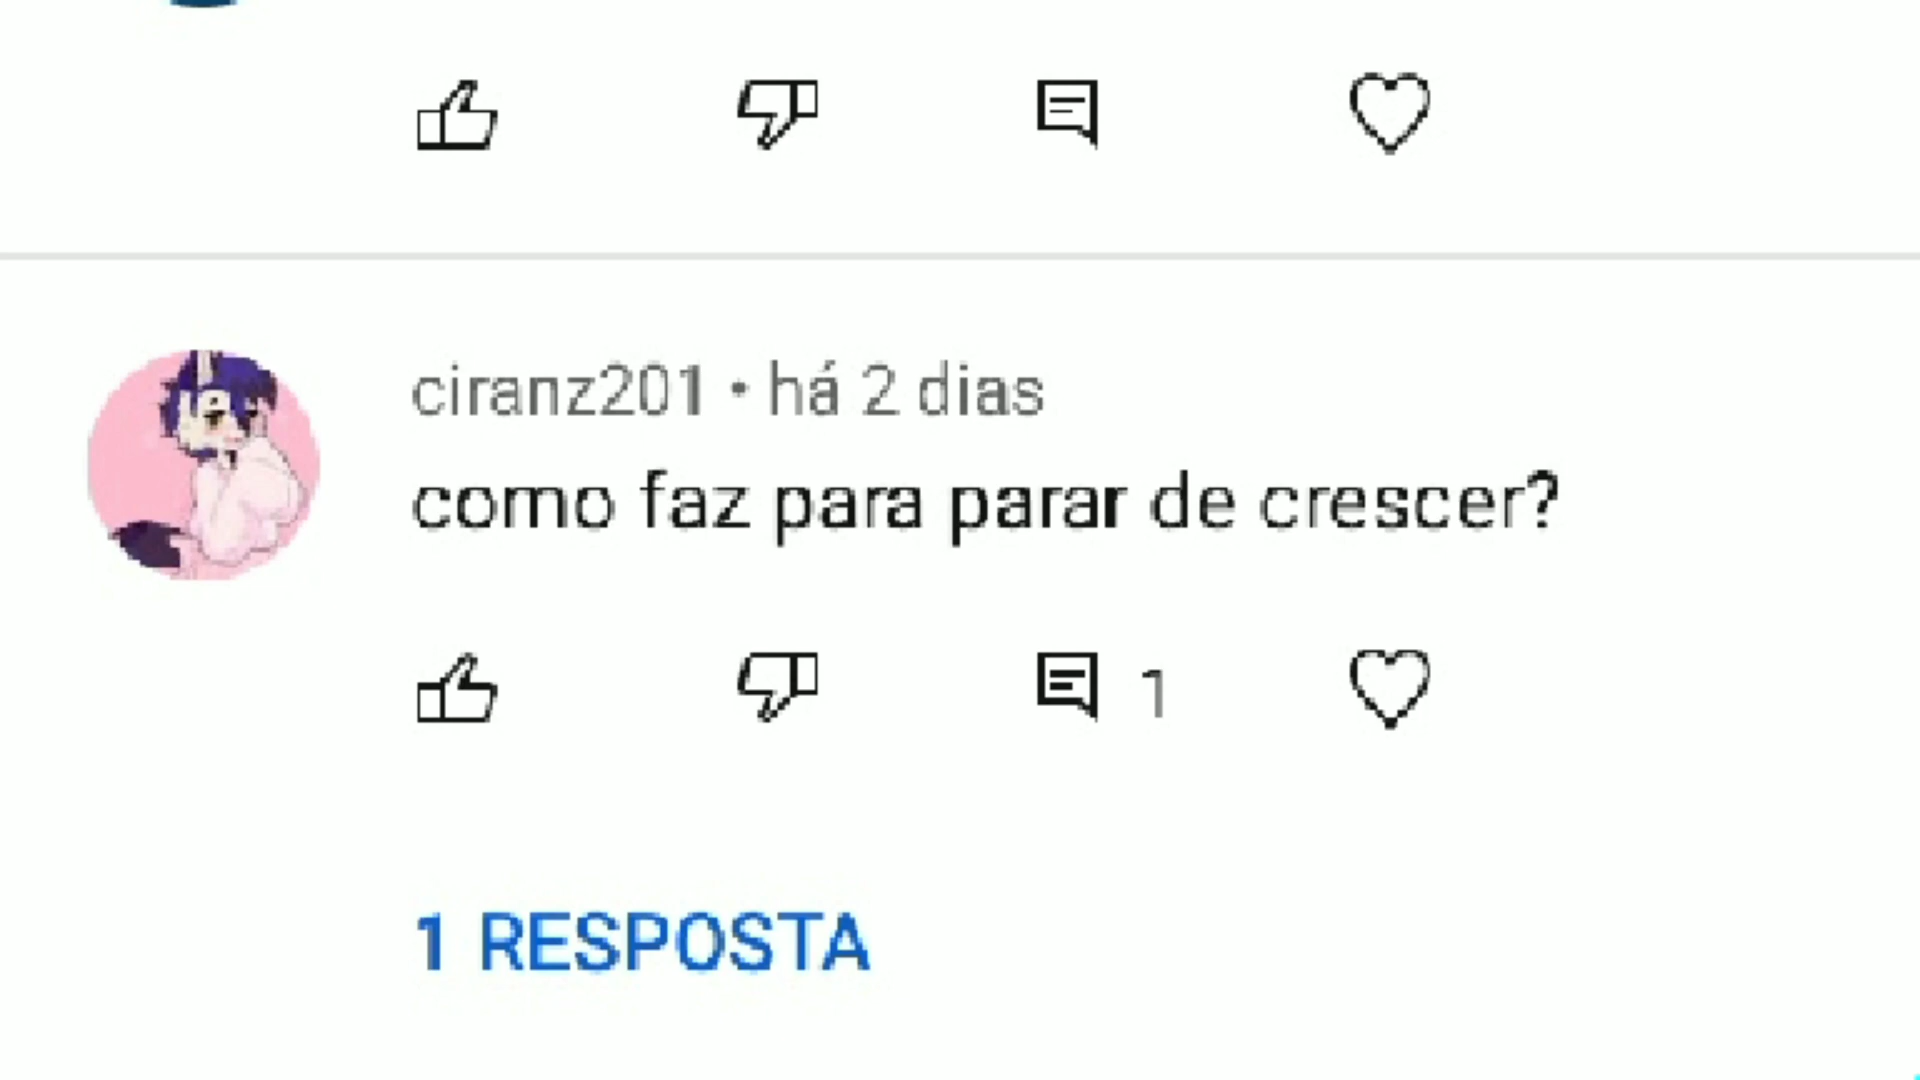 ciranz201 • há 2 dias
como faz para parar de crescer?
1
1 RESPOSTA